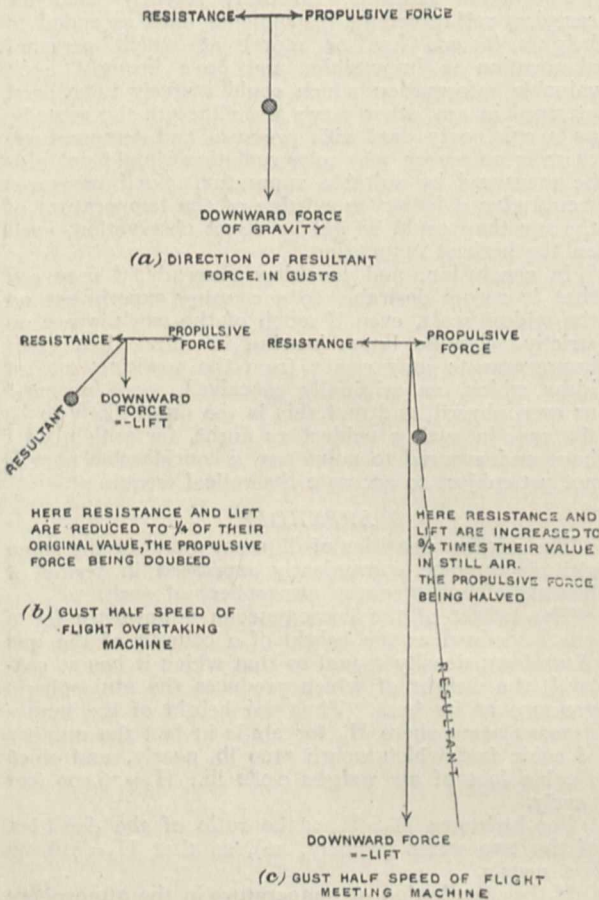 RESISTANCE PROPULSIVE FORCE
DOWNWARD FORCE
OF GRAVITY
(a) DIRECTION OF RESULTANT
FORCE. IN GUSTS
RESISTANCE PROPULSIVE
FORCE
DOWNWARD
FORCE
=-LIFT
RESULTANT
HERE RESISTANCE AND LIFT
ARE REDUCED TO 1/4 OF THEIR
ORIGINAL VALUE, THE PROPULSIVE
FORCE BEING DOUBLED
(b) GUST HALF SPEED OF
FLIGHT OVERTAKING
MACHINE
RESISTANCE PROPULSIVE
FORCE
HERE RESISTANCE AND
LIFT ARE INCREASED TO
9/4 TIMES THEIR VALUE
IN STILL AIR.
THE PROPULSIVE FORCE
BEING HALVED
RESULTANT
DOWNWARD FORCE
=-LIFT
(c) GUST HALF SPEED OF FLIGHT
MEETING MACHINE